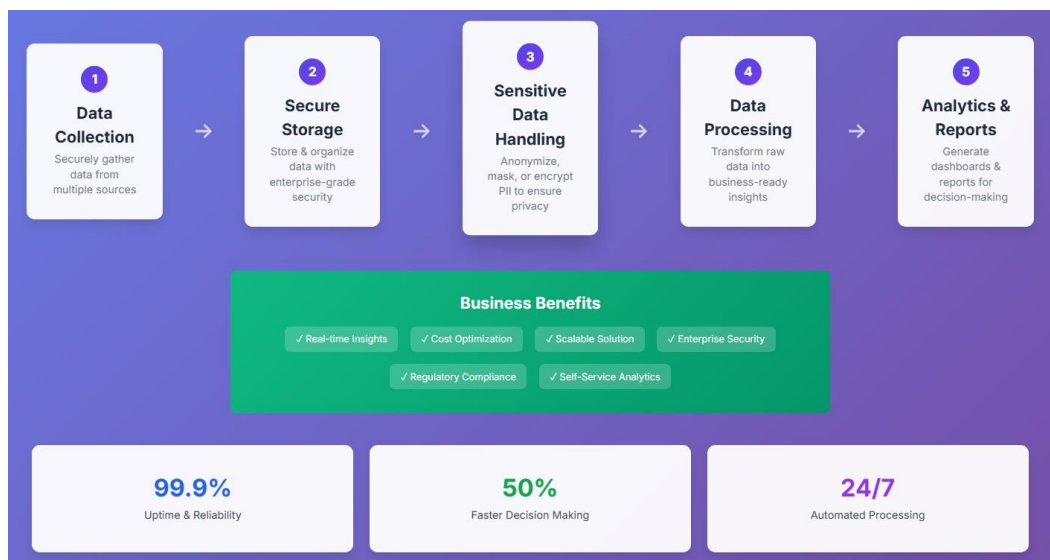 1
Data
Collection
Securely gather
data from
multiple sources
→
2
Secure
Storage
Store & organize
data with
enterprise-grade
security
→
3
Sensitive
Data
Handling
Anonymize,
mask, or encrypt
PII to ensure
privacy
→
4
Data
Processing
Transform raw
data into
business-ready
insights
→
5
Analytics &
Reports
Generate
dashboards &
reports for
decision-making
Business Benefits
✓ Real-time Insights
✓ Cost Optimization
✓ Scalable Solution
✓ Enterprise Security
✓ Regulatory Compliance
✓ Self-Service Analytics
99.9%
Uptime & Reliability
50%
Faster Decision Making
24/7
Automated Processing